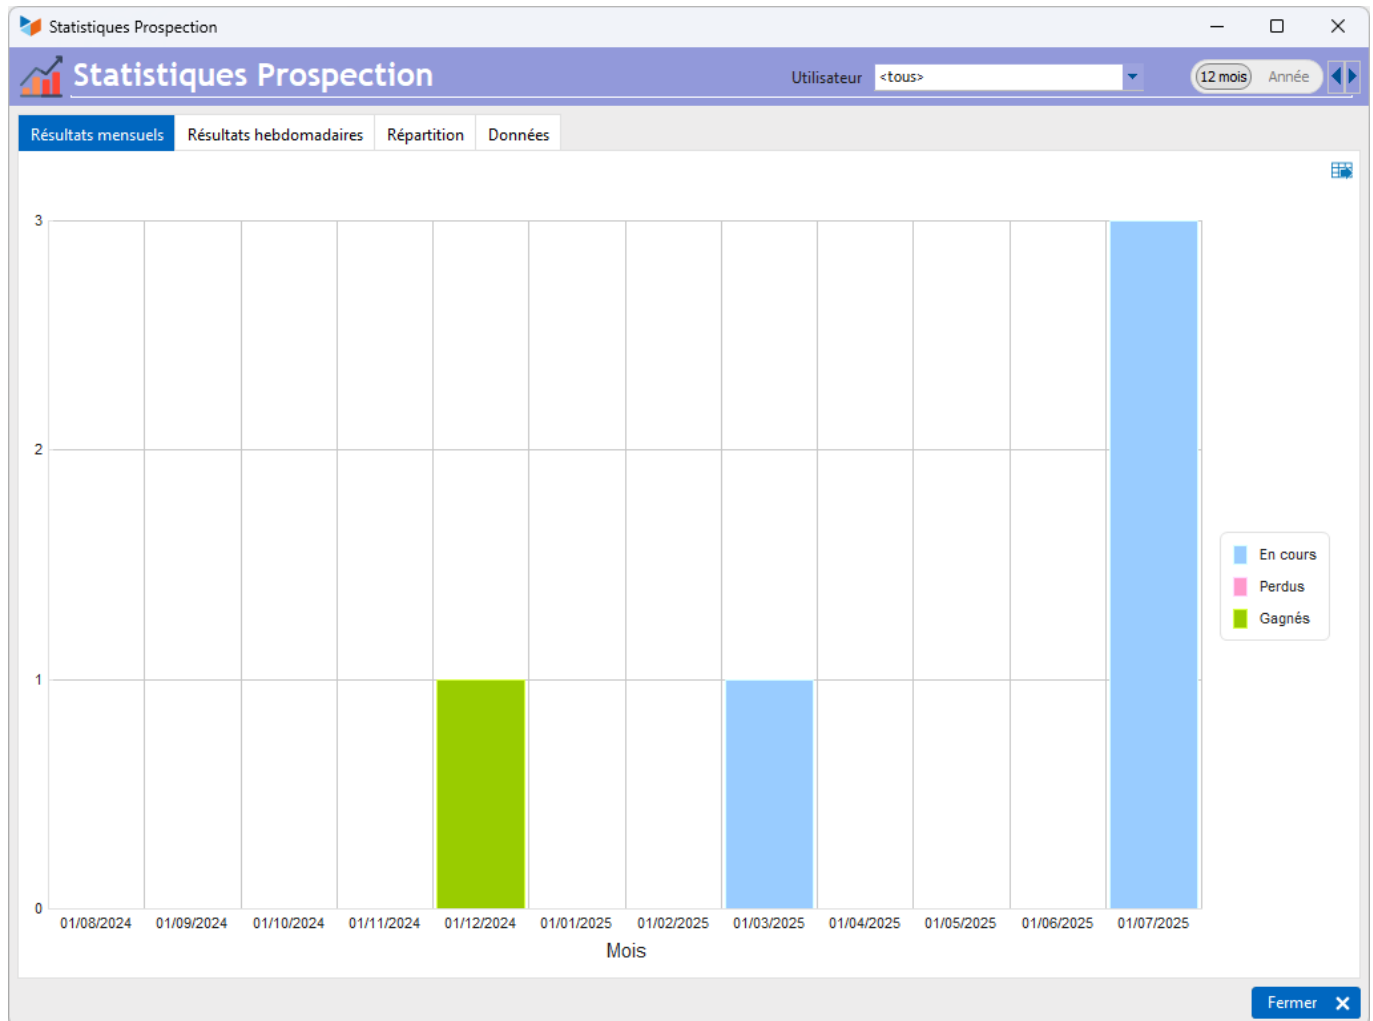 Statistiques Prospection
Statistiques Prospection
Utilisateur <tous> 12 mois Année
Résultats mensuels Résultats hebdomadaires Répartition Données
3
2
1
0
En cours
Perdus
Gagnés
01/08/2024 01/09/2024 01/10/2024 01/11/2024 01/12/2024 01/01/2025 01/02/2025 01/03/2025 01/04/2025 01/05/2025 01/06/2025 01/07/2025
Mois
Fermer